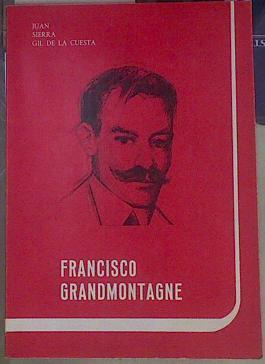 JUAN
SIERRA
GIL DE LA CUESTA
FRANCISCO
GRANDMONTAGNE